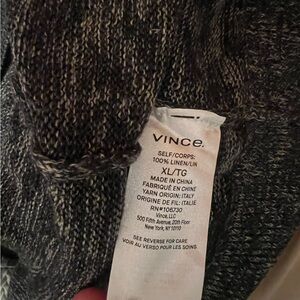 VINCE.
SELF/CORPS:
100% LINEN/LIN
XL/TG
MADE IN CHINA
FABRIQUÉ EN CHINE
YARN ORIGIN: ITALY
ORIGINE DE FIL: ITALIE
RN#106730
Vince, LLC
500 Fifth Avenue, 20th Floor
New York, NY 10110
SEE REVERSE FOR CARE
VOIR AU VERSO POUR LES SOINS